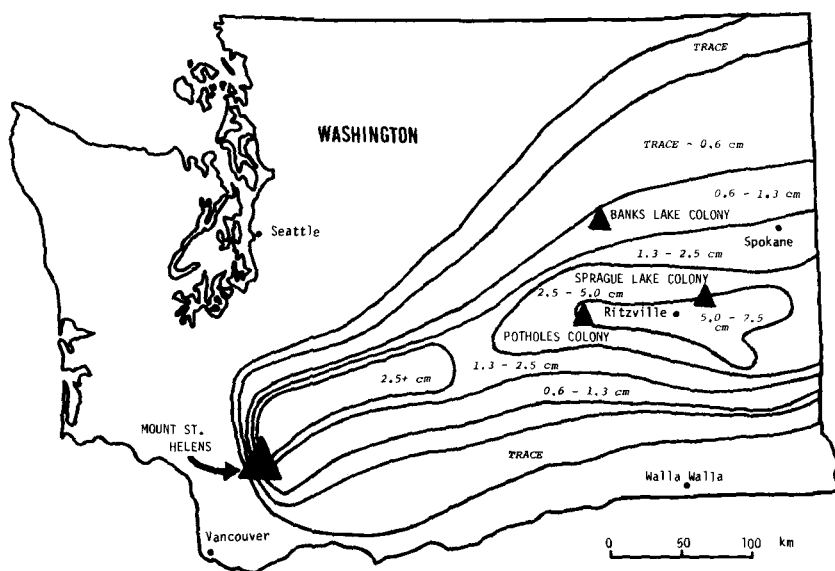 TRACE
WASHINGTON
TRACE - 0.6 cm
0.6 - 1.3 cm
BANKS LAKE COLONY
Seattle
Spokane
1.3 - 2.5 cm
SPRAGUE LAKE COLONY
2.5 - 5.0 cm
Ritzville
5.0 - 7.5
cm
POTHOLES COLONY
1.3 - 2.5 cm
2.5+ cm
0.6 - 1.3 cm
MOUNT ST.
HELENS
TRACE
Walla Walla
Vancouver
0 50 100 km